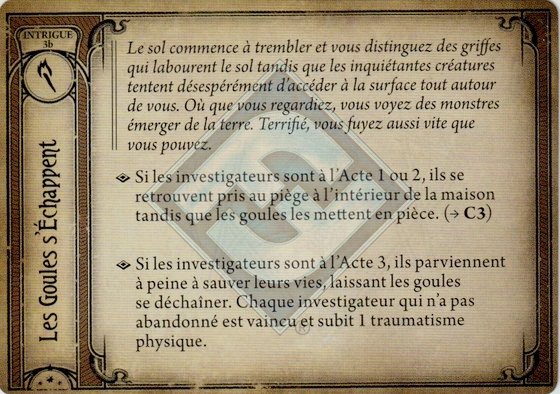 INTRIGUE
3b
Les Goules s'Échappent
Le sol commence à trembler et vous distinguez des griffes
qui labourent le sol tandis que les inquiétantes créatures
tentent désespérément d'accéder à la surface tout autour
de vous. Où que vous regardiez, vous voyez des monstres
émerger de la terre. Terrifié, vous fuyez aussi vite que
vous pouvez.
Si les investigateurs sont à l'Acte 1 ou 2, ils se
retrouvent pris au piège à l'intérieur de la maison
tandis que les goules les mettent en pièce. (→ C3)
Si les investigateurs sont à l'Acte 3, ils parviennent
à peine à sauver leurs vies, laissant les goules
se déchaîner. Chaque investigateur qui n'a pas
abandonné est vaincu et subit 1 traumatisme
physique.